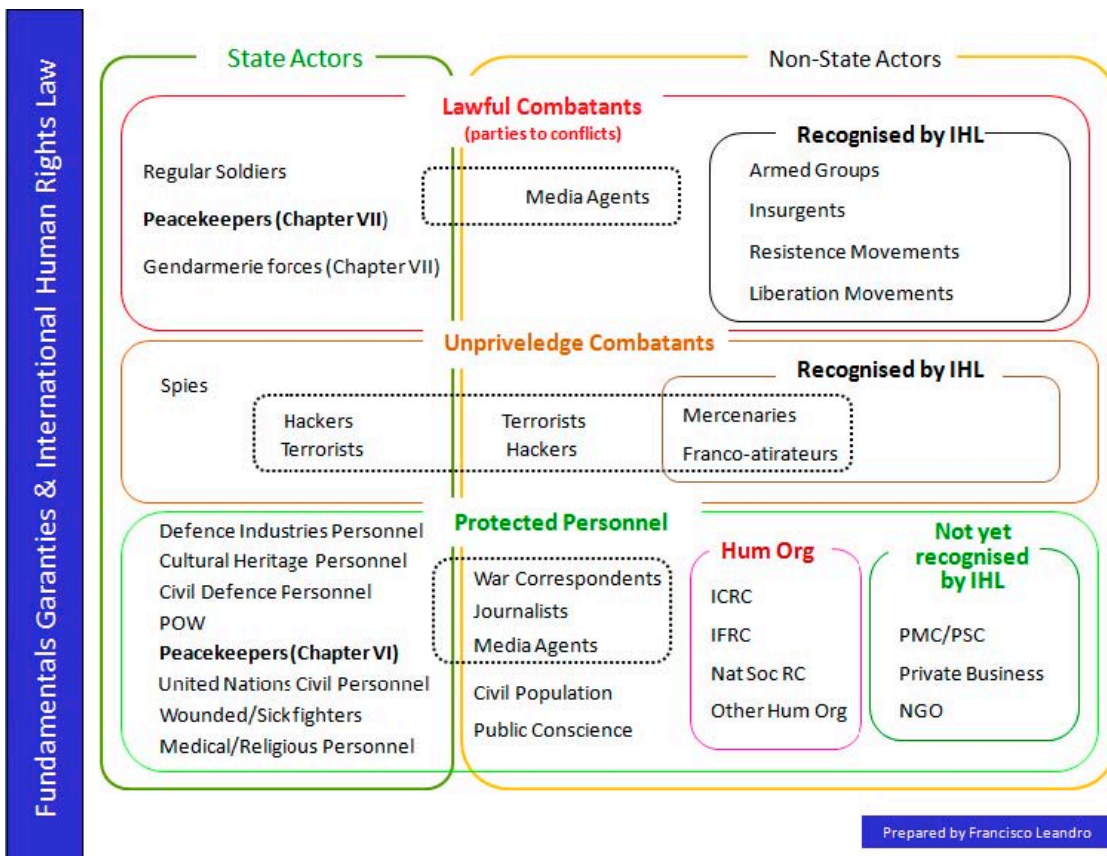 Fundamentals Garanties & International Human Rights Law
State Actors
Non-State Actors
Lawful Combatants
(parties to conflicts)
Regular Soldiers
Peacekeepers (Chapter VII)
Gendarmerie forces (Chapter VII)
Media Agents
Recognised by IHL
Armed Groups
Insurgents
Resistence Movements
Liberation Movements
Unpriveledge Combatants
Spies
Hackers
Terrorists
Terrorists
Hackers
Recognised by IHL
Mercenaries
Franco-atirateurs
Protected Personnel
Defence Industries Personnel
Cultural Heritage Personnel
Civil Defence Personnel
POW
Peacekeepers (Chapter VI)
United Nations Civil Personnel
Wounded/Sick fighters
Medical/Religious Personnel
War Correspondents
Journalists
Media Agents
Civil Population
Public Conscience
Hum Org
ICRC
IFRC
Nat Soc RC
Other Hum Org
Not yet
recognised
by IHL
PMC/PSC
Private Business
NGO
Prepared by Francisco Leandro